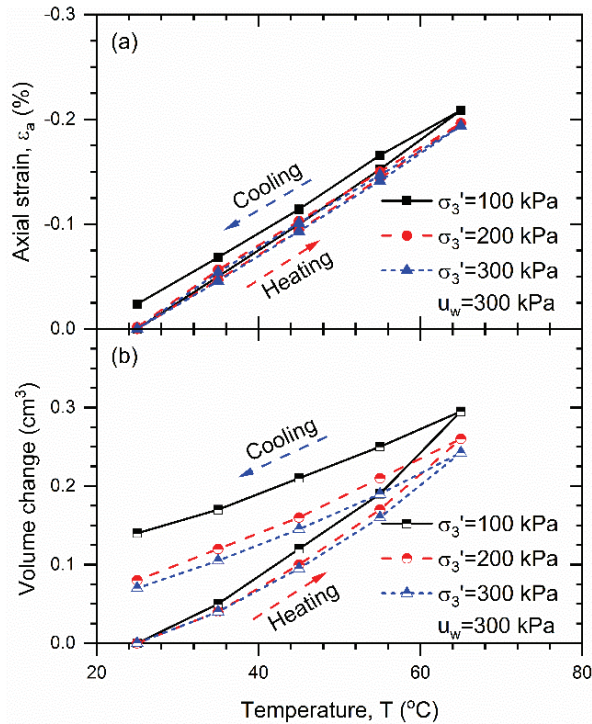 (a)
-0.3
-0.2
-0.1
0.0
Axial strain, εa (%)
Cooling
Heating
σ3'=100 kPa
σ3'=200 kPa
σ3'=300 kPa
uw=300 kPa
(b)
0.3
0.2
0.1
0.0
Volume change (cm³)
Cooling
Heating
σ3'=100 kPa
σ3'=200 kPa
σ3'=300 kPa
uw=300 kPa
20 40 60 80
Temperature, T (°C)